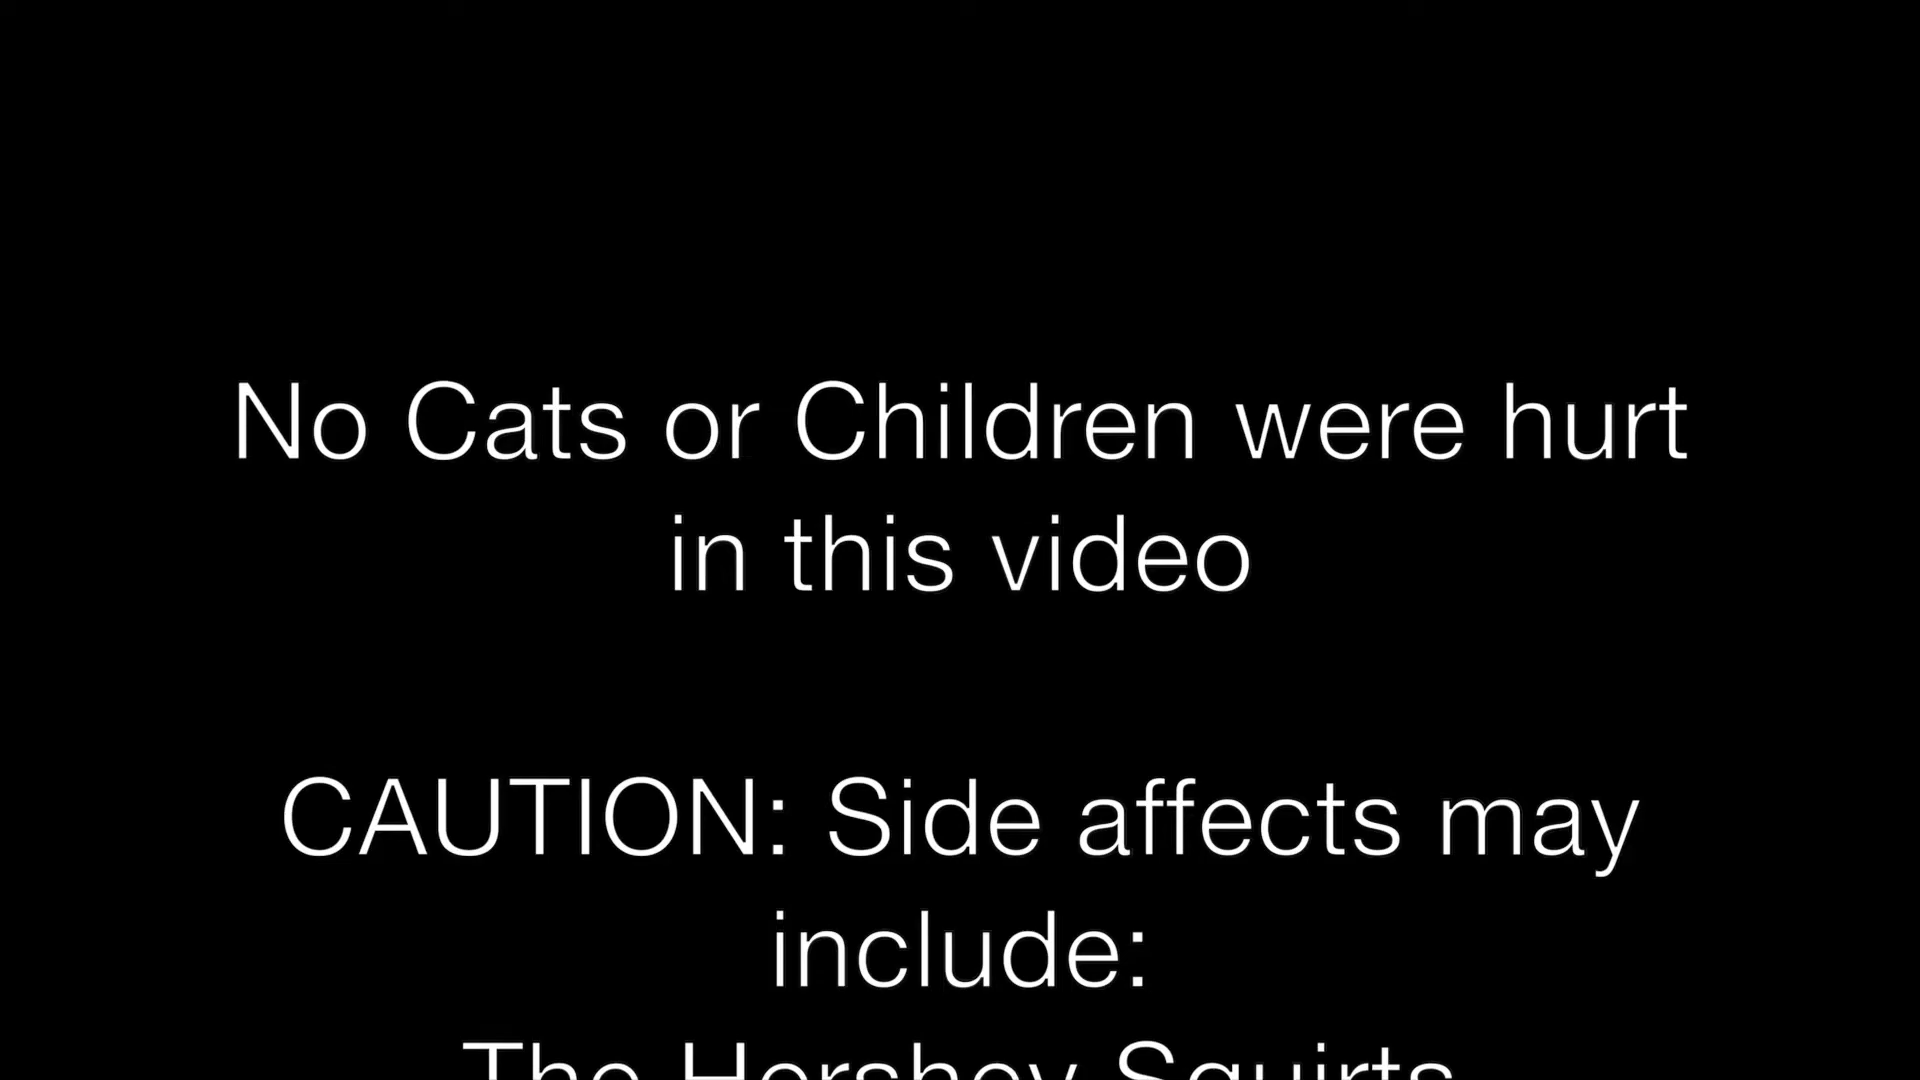 No Cats or Children were hurt
in this video
CAUTION: Side affects may
include:
The Hershey Squirts